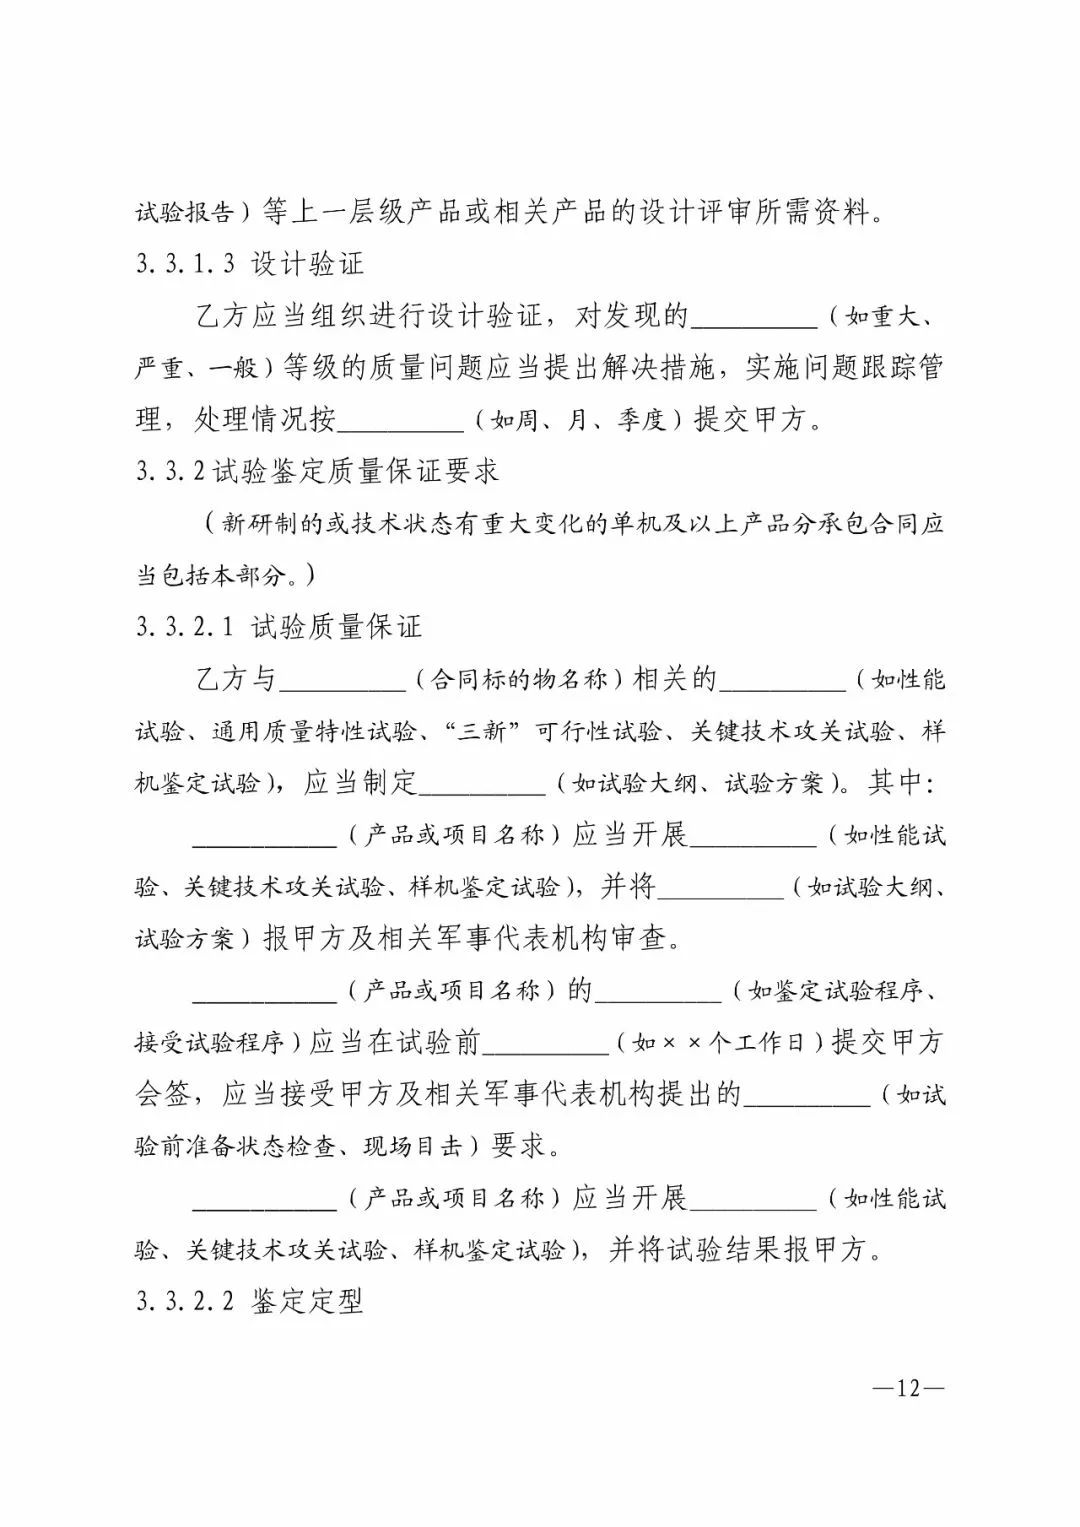 试验报告）等上一层级产品或相关产品的设计评审所需资料。
3.3.1.3 设计验证
乙方应当组织进行设计验证，对发现的__________（如重大、
严重、一般）等级的质量问题应当提出解决措施，实施问题跟踪管
理，处理情况按__________（如周、月、季度）提交甲方。
3.3.2试验鉴定质量保证要求
（新研制的或技术状态有重大变化的单机及以上产品分承包合同应
当包括本部分。）
3.3.2.1 试验质量保证
乙方与__________（合同标的物名称）相关的__________（如性能
试验、通用质量特性试验、“三新”可行性试验、关键技术攻关试验、样
机鉴定试验），应当制定__________（如试验大纲、试验方案）。其中：
__________（产品或项目名称）应当开展__________（如性能试
验、关键技术攻关试验、样机鉴定试验），并将__________（如试验大纲、
试验方案）报甲方及相关军事代表机构审查。
__________（产品或项目名称）的__________（如鉴定试验程序、
接受试验程序）应当在试验前__________（如××个工作日）提交甲方
会签，应当接受甲方及相关军事代表机构提出的__________（如试
验前准备状态检查、现场目击）要求。
__________（产品或项目名称）应当开展__________（如性能试
验、关键技术攻关试验、样机鉴定试验），并将试验结果报甲方。
3.3.2.2 鉴定定型
—12—